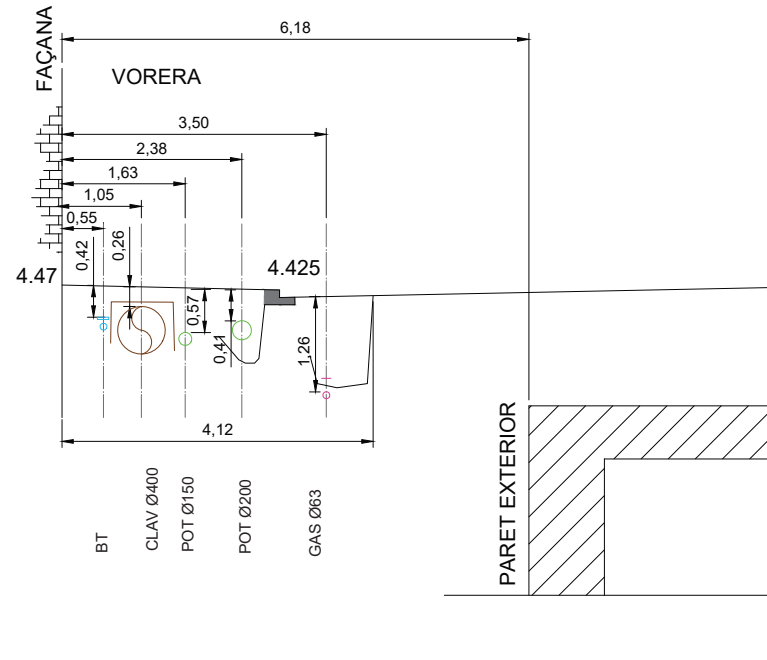 FAÇANA
6,18
VORERA
3,50
2,38
1,63
1,05
0,55
0,42
0,26
4.47
4.425
0,57
0,41
1,26
4,12
BT
CLAV Ø400
POT Ø150
POT Ø200
GAS Ø63
PARET EXTERIOR